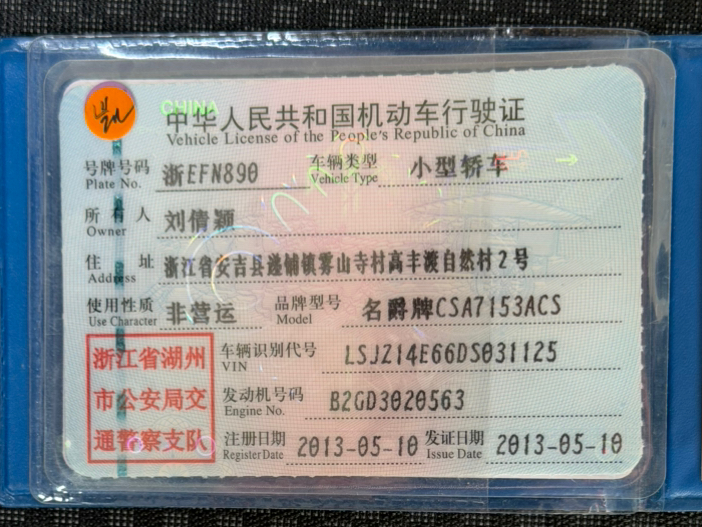 CHINA
中华人民共和国机动车行驶证
Vehicle License of the People's Republic of China
号牌号码 浙EFN890 车辆类型 小型轿车
Plate No. Vehicle Type
所有人 刘倩颖
Owner
住址 浙江省安吉县递铺镇雾山寺村高丰渡自然村2号
Address
使用性质 非营运 品牌型号 名爵牌CSA7153ACS
Use Character Model
浙江省湖州
市公安局交
通警察支队
车辆识别代号 LSJZ14E66DS031125
VIN
发动机号码 B2GD3020563
Engine No.
注册日期 2013-05-10 发证日期 2013-05-10
Register Date Issue Date